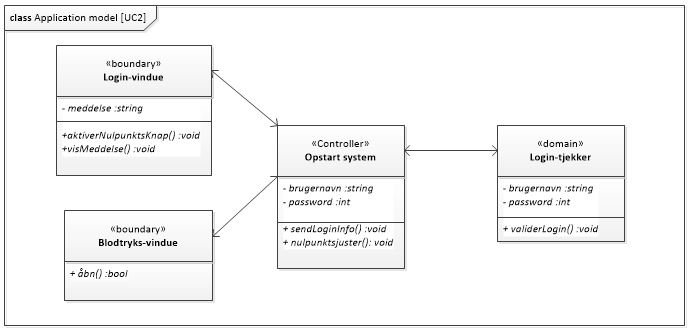 class Application model [UC2]
«boundary»
Login-vindue
- meddelse :string
+aktiverNulpunktsKnap() :void
+visMeddelse() :void
«boundary»
Blodtryks-vindue
+ åbn() :bool
«Controller»
Opstart system
- brugernavn :string
- password :int
+ sendLoginInfo() :void
+ nulpunktsjuster(): void
«domain»
Login-tjekker
- brugernavn :string
- password :int
+ validerLogin() :void